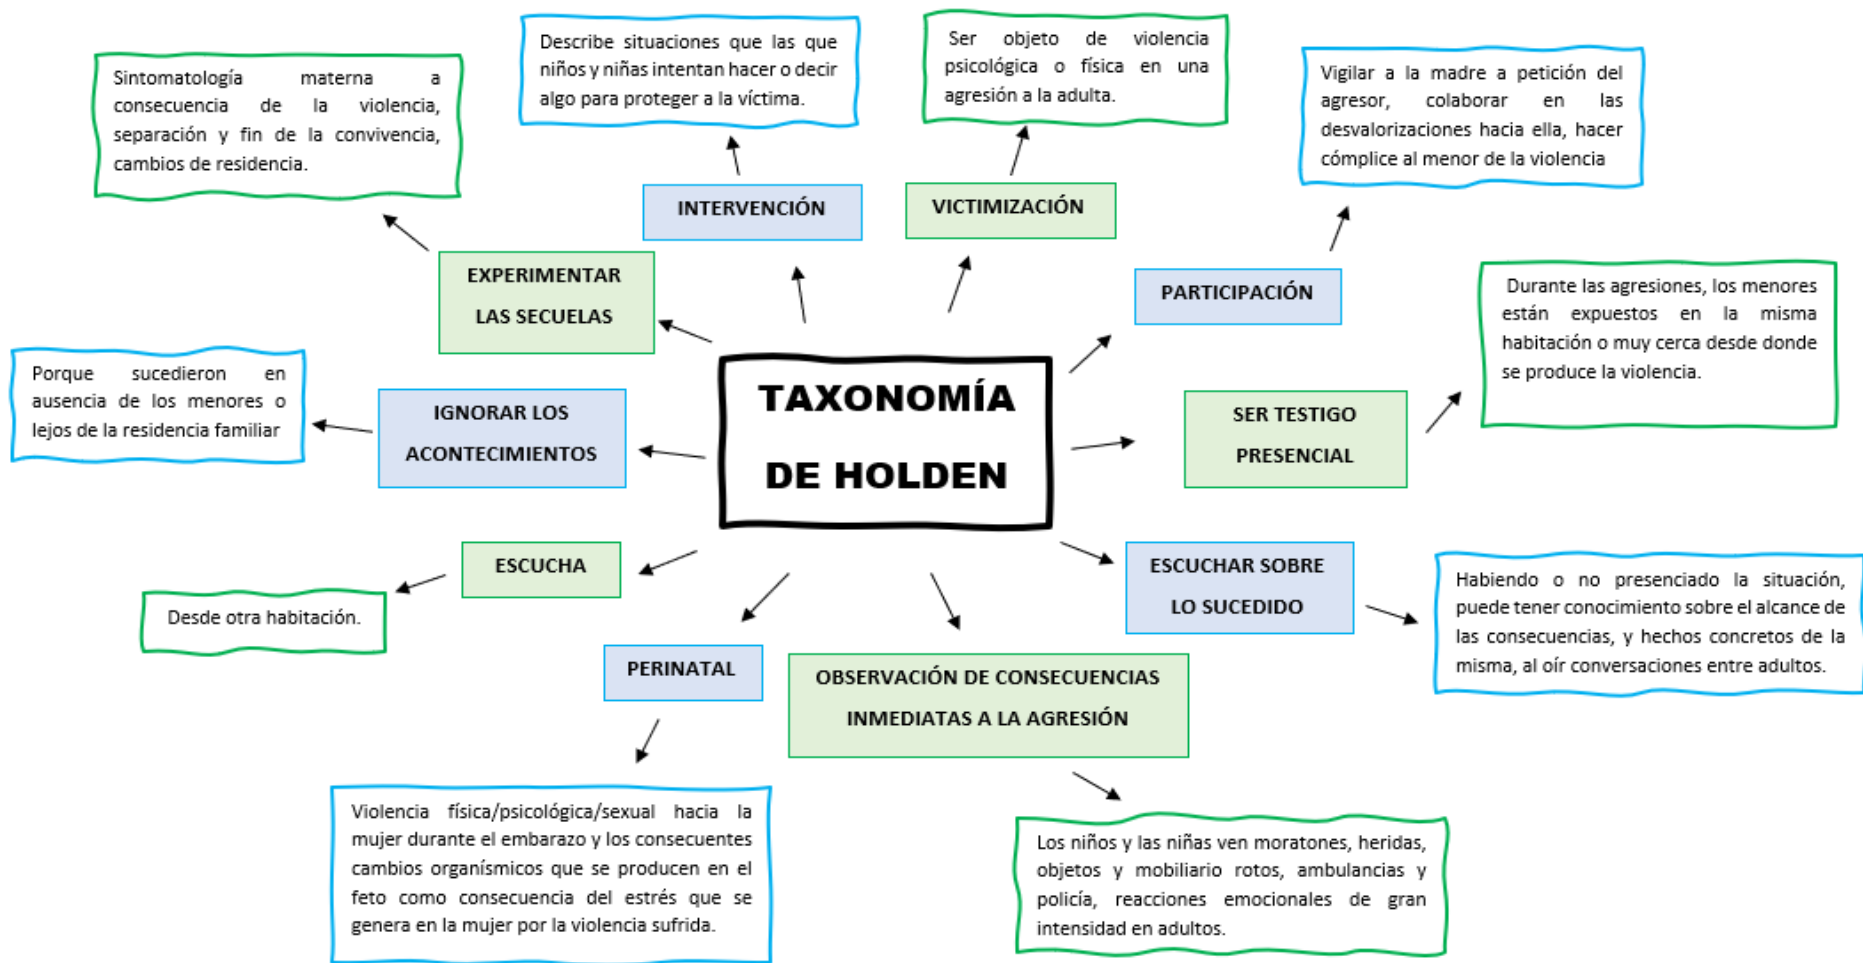 Sintomatología materna a
consecuencia de la violencia,
separación y fin de la convivencia,
cambios de residencia.
Describe situaciones que las que
niños y niñas intentan hacer o decir
algo para proteger a la víctima.
Ser objeto de violencia
psicológica o física en una
agresión a la adulta.
Vigilar a la madre a petición del
agresor, colaborar en las
desvalorizaciones hacia ella, hacer
cómplice al menor de la violencia
INTERVENCIÓN
VICTIMIZACIÓN
EXPERIMENTAR
LAS SECUELAS
PARTICIPACIÓN
Durante las agresiones, los menores
están expuestos en la misma
habitación o muy cerca desde donde
se produce la violencia.
Porque sucedieron en
ausencia de los menores o
lejos de la residencia familiar
IGNORAR LOS
ACONTECIMIENTOS
TAXONOMÍA
DE HOLDEN
SER TESTIGO
PRESENCIAL
ESCUCHA
Desde otra habitación.
ESCUCHAR SOBRE
LO SUCEDIDO
Habiendo o no presenciado la situación,
puede tener conocimiento sobre el alcance de
las consecuencias, y hechos concretos de la
misma, al oír conversaciones entre adultos.
PERINATAL
OBSERVACIÓN DE CONSECUENCIAS
INMEDIATAS A LA AGRESIÓN
Violencia física/psicológica/sexual hacia la
mujer durante el embarazo y los consecuentes
cambios organísmicos que se producen en el
feto como consecuencia del estrés que se
genera en la mujer por la violencia sufrida.
Los niños y las niñas ven moratones, heridas,
objetos y mobiliario rotos, ambulancias y
policía, reacciones emocionales de gran
intensidad en adultos.